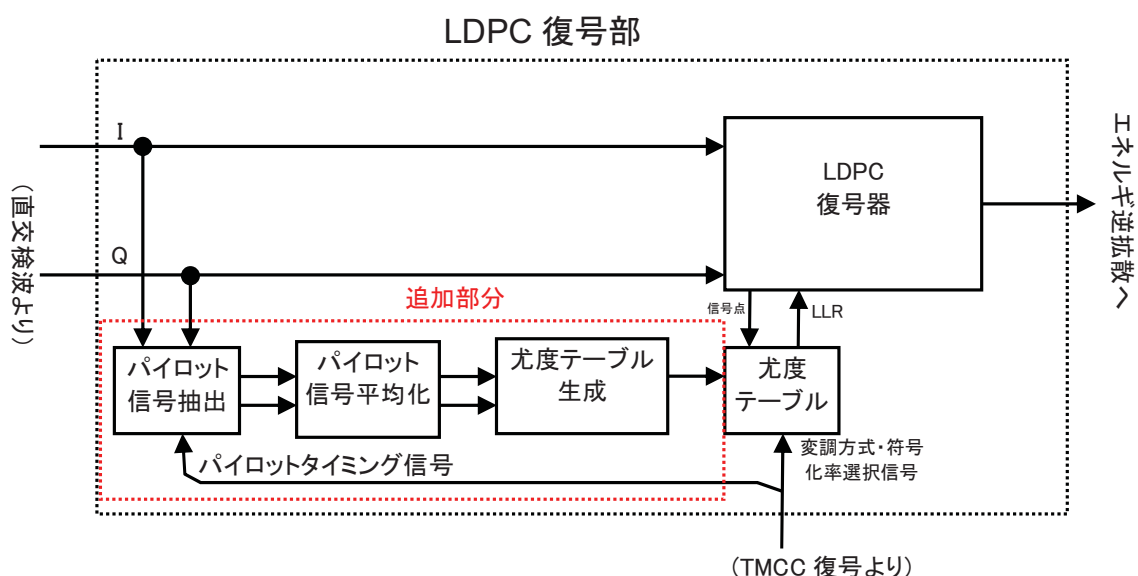 LDPC 復号部
I
LDPC
復号器
エネルギ逆拡散へ
(直交検波より)
Q
追加部分
信号点
LLR
パイロット
信号抽出
パイロット
信号平均化
尤度テーブル
生成
尤度
テーブル
パイロットタイミング信号
変調方式・符号
化率選択信号
(TMCC 復号より)